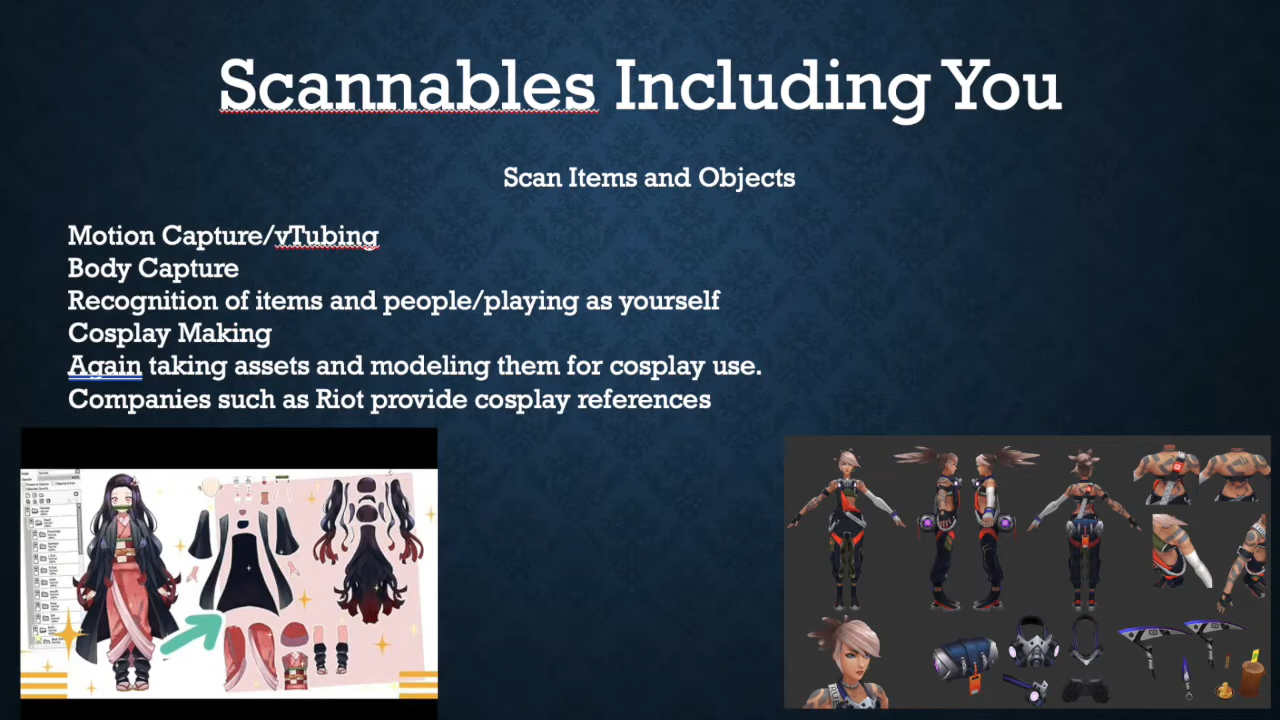 Scannables Including You
Scan Items and Objects
Motion Capture/vTubing
Body Capture
Recognition of items and people/playing as yourself
Cosplay Making
Again taking assets and modeling them for cosplay use.
Companies such as Riot provide cosplay references